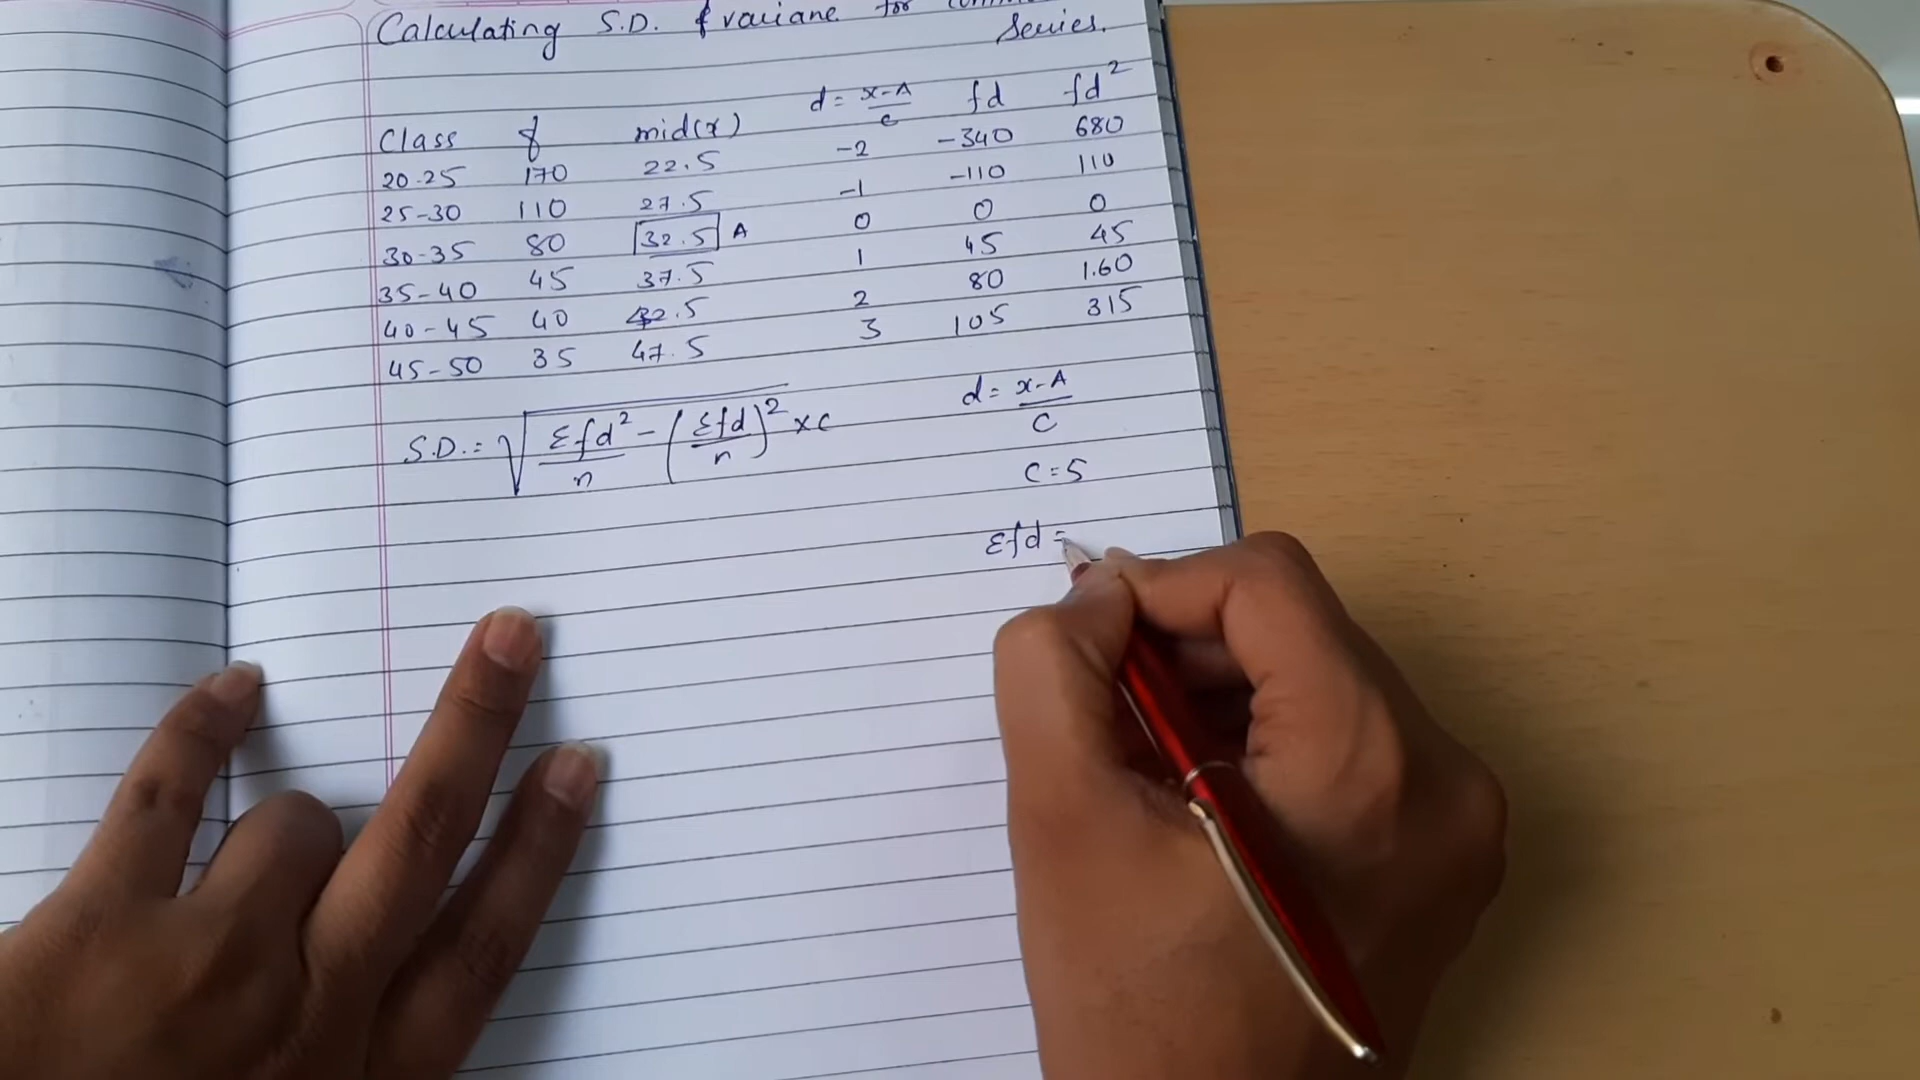 Calculating S.D. & variane for
Series.
Class f mid(x) d = x-A/c fd fd²
20-25 170 22.5 -2 -340 680
25-30 110 27.5 -1 -110 110
30-35 80 32.5 A 0 0 0
35-40 45 37.5 1 45 45
40-45 40 42.5 2 80 1.60
45-50 35 47.5 3 105 315
S.D. = √Σfd²/n - (Σfd/n)² xc
d = x-A/C
C = 5
Σfd =